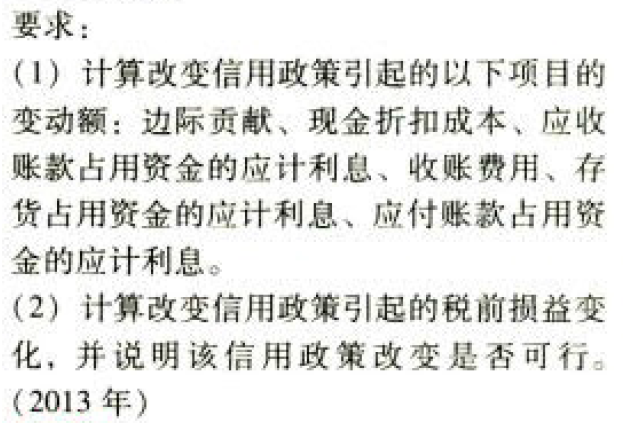 要求：
（1）计算改变信用政策引起的以下项目的
变动额：边际贡献、现金折扣成本、应收
账款占用资金的应计利息、收账费用、存
货占用资金的应计利息、应付账款占用资
金的应计利息。
（2）计算改变信用政策引起的税前损益变
化，并说明该信用政策改变是否可行。
（2013 年）